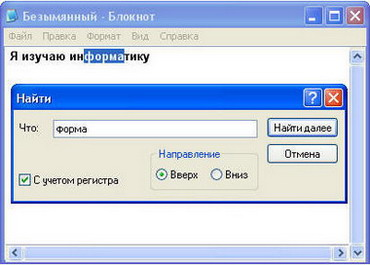 Безымянный - Блокнот
Файл Правка Формат Вид Справка
Я изучаю информатику
Найти
Что: форма Найти далее
Направление Отмена
С учетом регистра Вверх Вниз